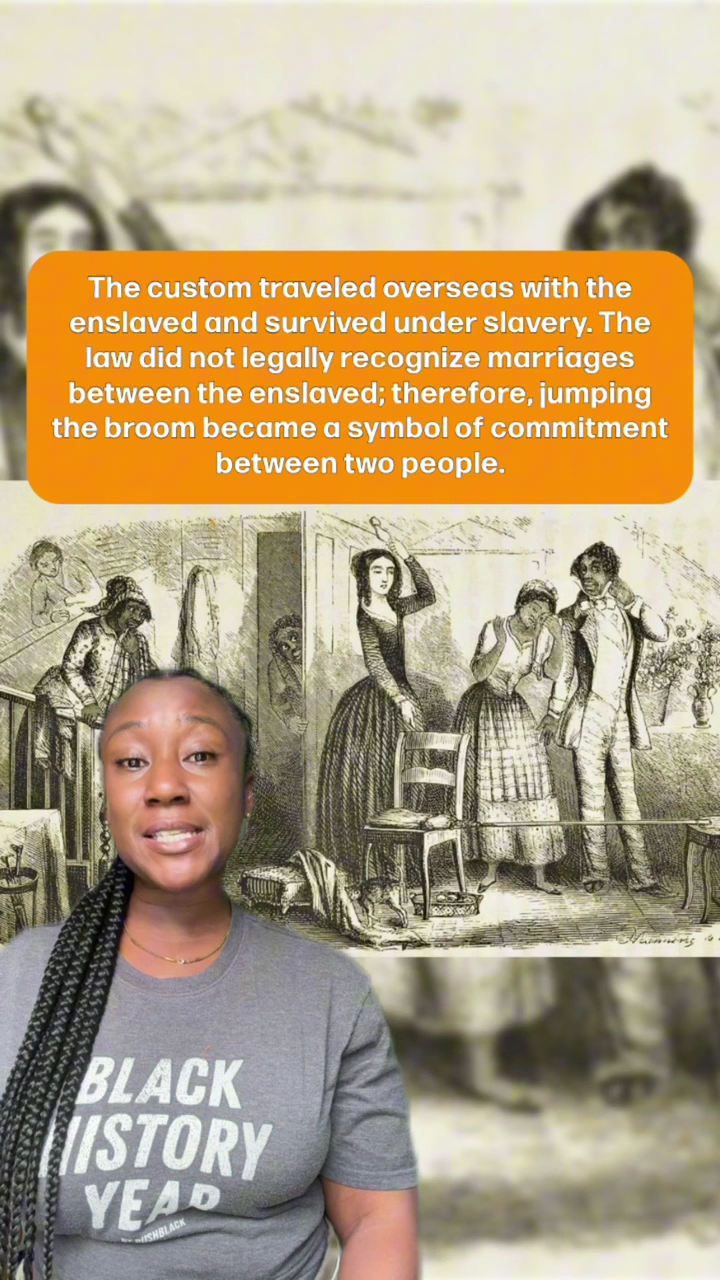 The custom traveled overseas with the
enslaved and survived under slavery. The
law did not legally recognize marriages
between the enslaved; therefore, jumping
the broom became a symbol of commitment
between two people.
BLACK
HISTORY
YEAR